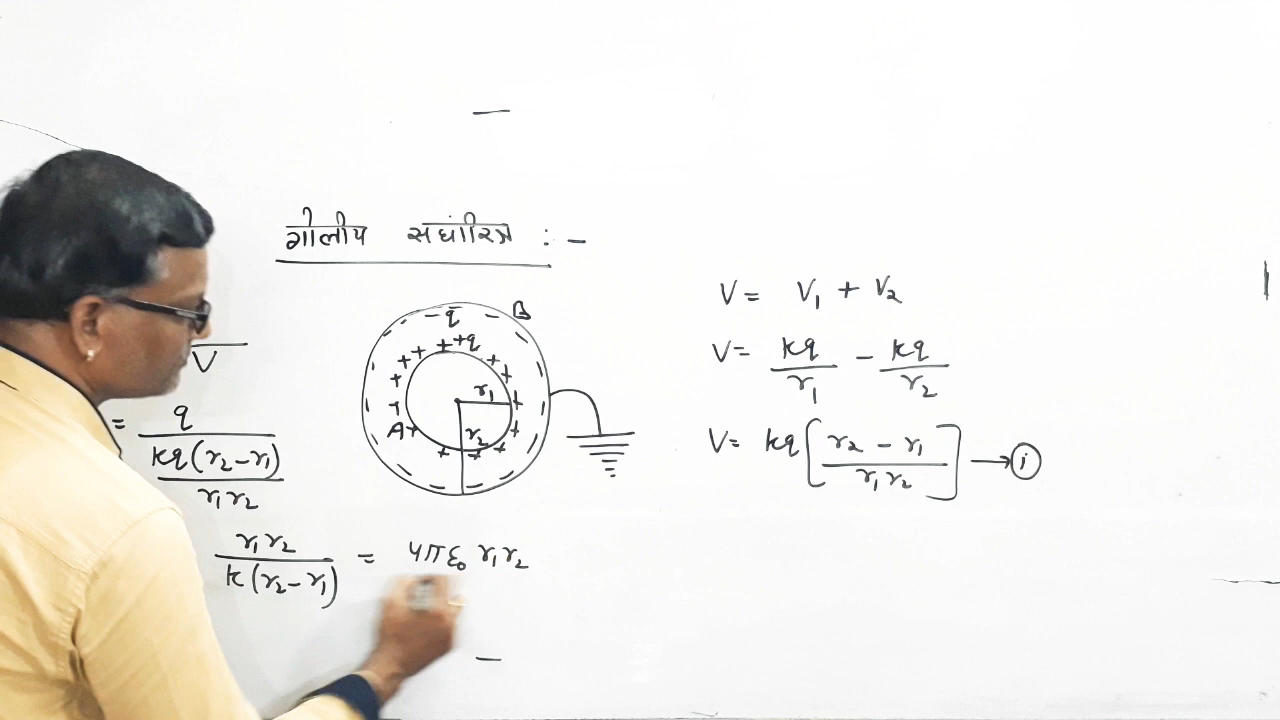 गोलीय संधारित्र :-
- q B
+ + + q
r₁
A
r₂
V
= q / (kq(r₂-r₁) / r₁r₂)
r₁r₂ / k(r₂-r₁) = 4πε₀ r₁r₂
V = V₁ + V₂
V = kq/r₁ - kq/r₂
V = kq [ (r₂ - r₁) / r₁r₂ ] → (i)